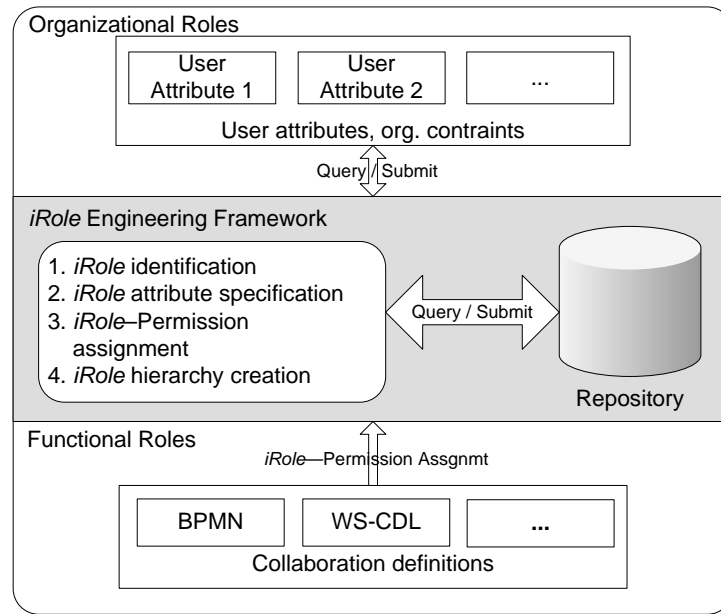 Organizational Roles
User
Attribute 1
User
Attribute 2
...
User attributes, org. contraints
Query / Submit
iRole Engineering Framework
1. iRole identification
2. iRole attribute specification
3. iRole–Permission
assignment
4. iRole hierarchy creation
Query / Submit
Repository
Functional Roles
iRole—Permission Assgnmt
BPMN
WS-CDL
...
Collaboration definitions